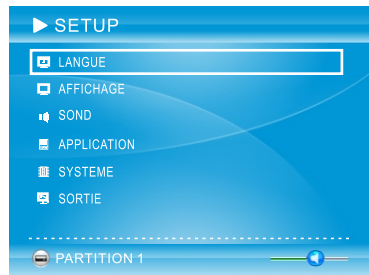 SETUP
LANGUE
AFFICHAGE
SOND
APPLICATION
SYSTEME
SORTIE
PARTITION 1